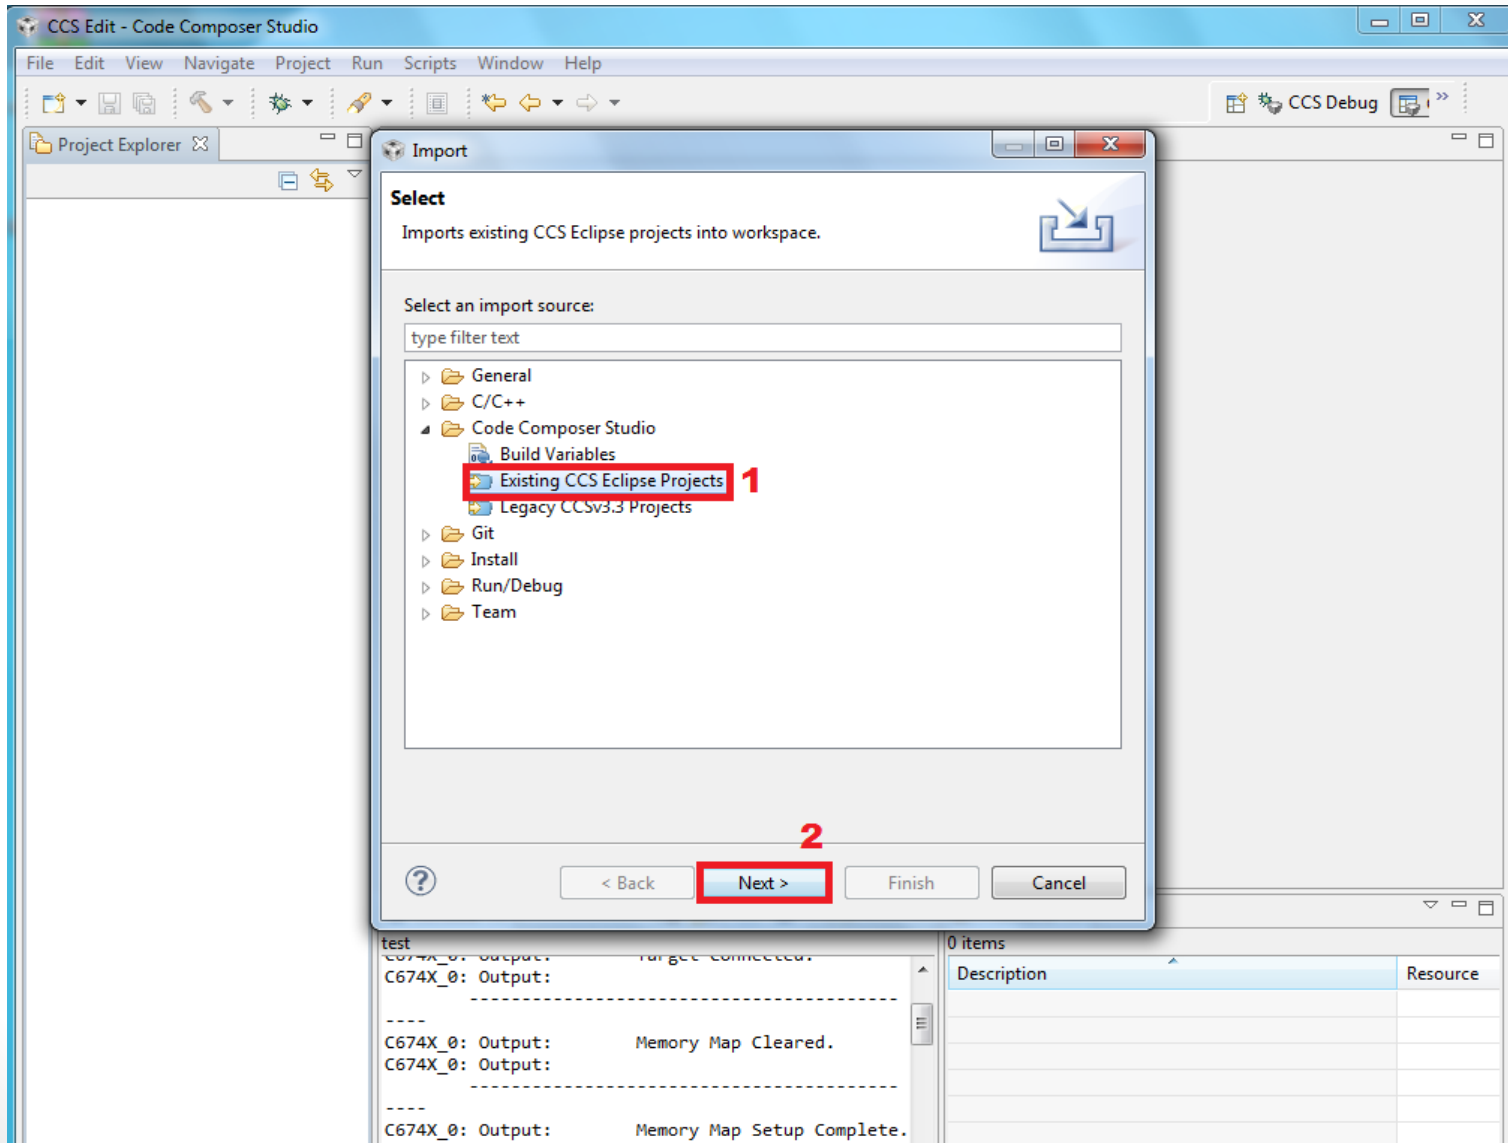 CCS Edit - Code Composer Studio
File Edit View Navigate Project Run Scripts Window Help
CCS Debug
Project Explorer
Import
Select
Imports existing CCS Eclipse projects into workspace.
Select an import source:
type filter text
General
C/C++
Code Composer Studio
Build Variables
Existing CCS Eclipse Projects 1
Legacy CCSv3.3 Projects
Git
Install
Run/Debug
Team
2
< Back Next > Finish Cancel
test
C674X_0: Output: Target Connected.
C674X_0: Output:
-----------------------------------------
----
C674X_0: Output: Memory Map Cleared.
C674X_0: Output:
-----------------------------------------
----
C674X_0: Output: Memory Map Setup Complete.
0 items
Description Resource